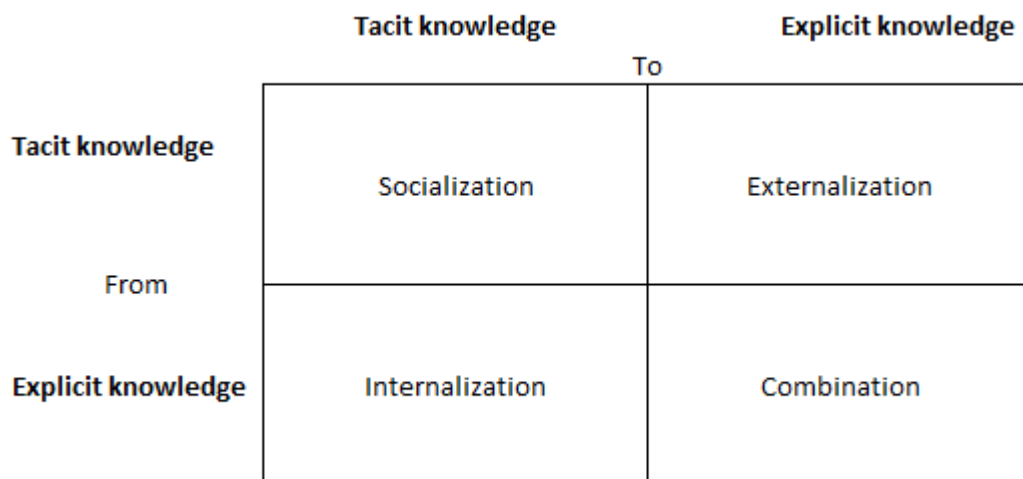 Tacit knowledge Explicit knowledge
To
Tacit knowledge
Socialization Externalization
From
Explicit knowledge Internalization Combination